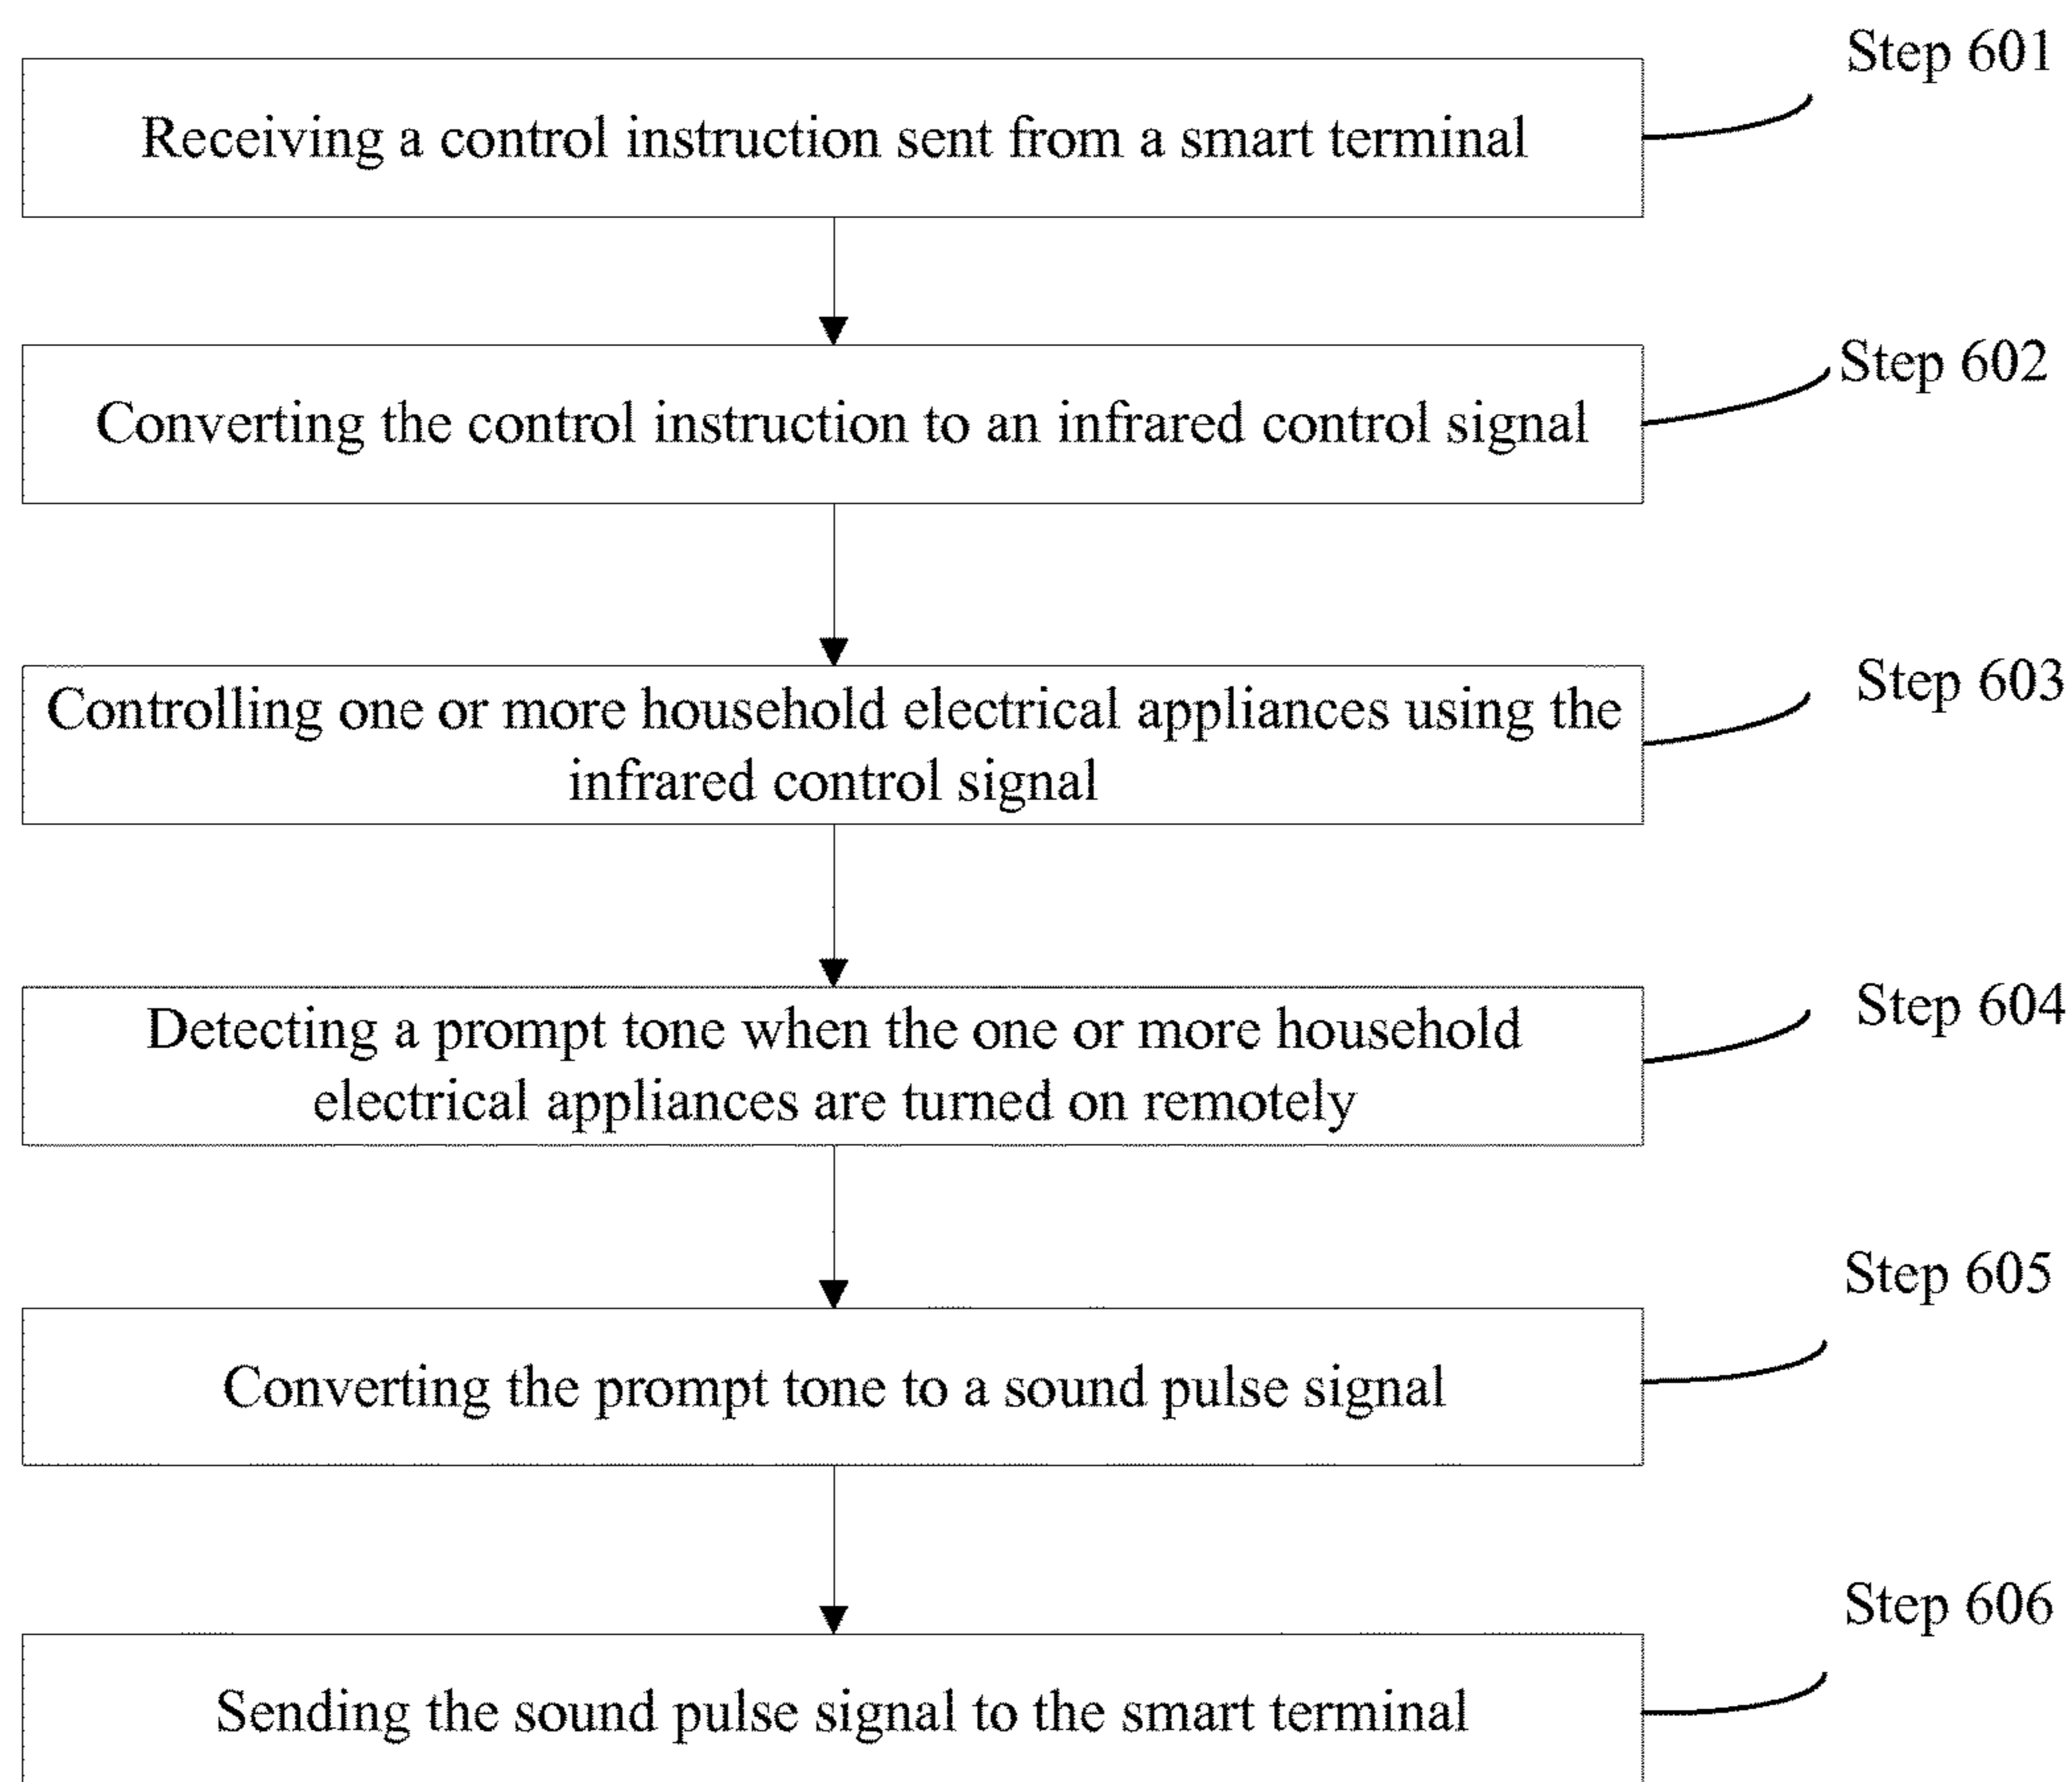 Step 601
Receiving a control instruction sent from a smart terminal
Step 602
Converting the control instruction to an infrared control signal
Step 603
Controlling one or more household electrical appliances using the
infrared control signal
Step 604
Detecting a prompt tone when the one or more household
electrical appliances are turned on remotely
Step 605
Converting the prompt tone to a sound pulse signal
Step 606
Sending the sound pulse signal to the smart terminal